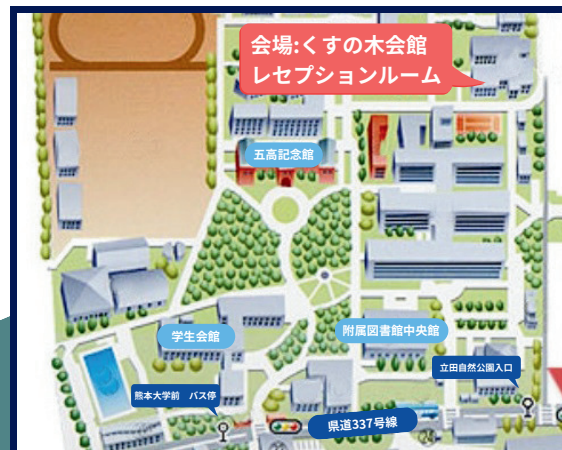 会場:くすの木会館
レセプションルーム
五高記念館
学生会館
附属図書館中央館
立田自然公園入口
熊本大学前 バス停
県道337号線
24